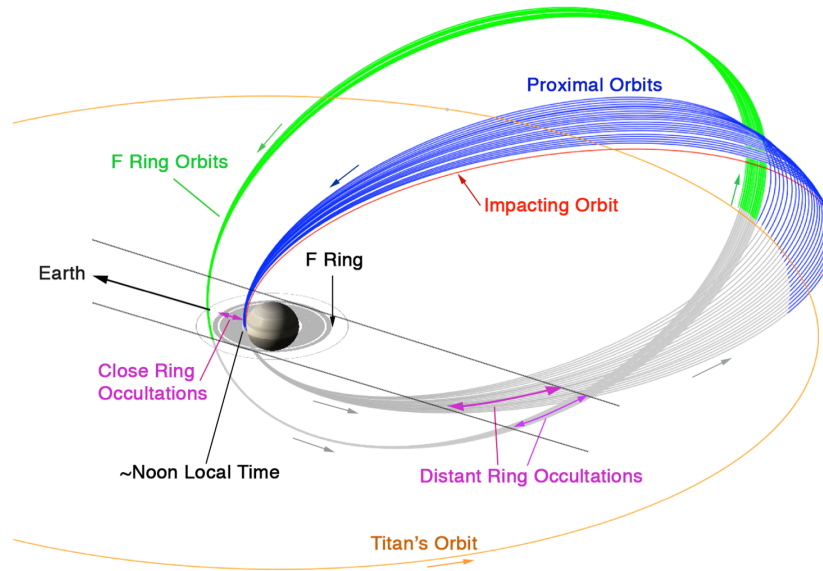 Proximal Orbits
F Ring Orbits
Impacting Orbit
F Ring
Earth
Close Ring
Occultations
~Noon Local Time
Distant Ring Occultations
Titan's Orbit